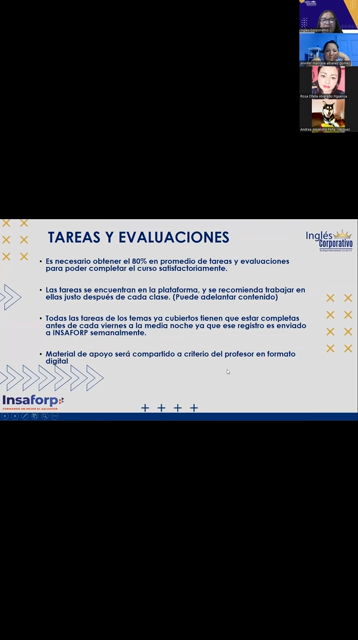 Inglés Corporativo
TAREAS Y EVALUACIONES
Inglés
Corporativo
• Es necesario obtener el 80% en promedio de tareas y evaluaciones
para poder completar el curso satisfactoriamente.
• Las tareas se encuentran en la plataforma, y se recomienda trabajar en
ellas justo después de cada clase. (Puede adelantar contenido)
• Todas las tareas de los temas ya cubiertos tienen que estar completas
antes de cada viernes a la media noche ya que ese registro es enviado
a INSAFORP semanalmente.
• Material de apoyo será compartido a criterio del profesor en formato
digital
Insaforp